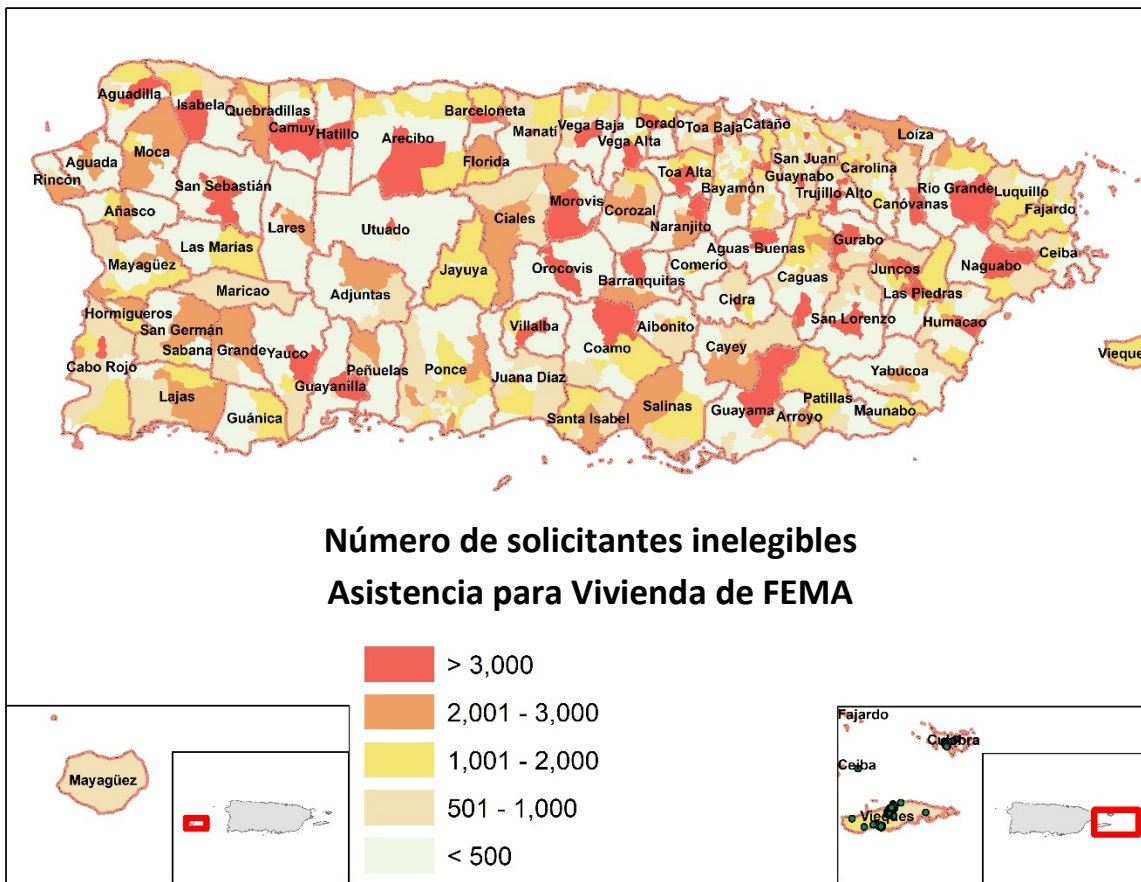 Aguadilla
Isabela
Quebradillas
Camuy
Hatillo
Arecibo
Barceloneta
Manatí
Vega Baja
Vega Alta
Dorado
Toa Baja
Cataño
Loíza
San Juan
Carolina
Guaynabo
Trujillo Alto
Canóvanas
Río Grande
Luquillo
Fajardo
Aguada
Rincón
Moca
San Sebastián
Añasco
Lares
Utuado
Florida
Ciales
Morovis
Corozal
Toa Alta
Bayamón
Naranjito
Las Marías
Mayagüez
Maricao
Adjuntas
Jayuya
Orocovis
Barranquitas
Comerío
Aguas Buenas
Caguas
Gurabo
Juncos
Las Piedras
Naguabo
Ceiba
Humacao
Hormigueros
San Germán
Sabana Grande
Cabo Rojo
Lajas
Guánica
Yauco
Guayanilla
Peñuelas
Ponce
Juana Díaz
Villalba
Coamo
Aibonito
Cidra
Cayey
San Lorenzo
Yabucoa
Santa Isabel
Salinas
Guayama
Arroyo
Patillas
Maunabo
Vieque
Número de solicitantes inelegibles
Asistencia para Vivienda de FEMA
> 3,000
2,001 - 3,000
1,001 - 2,000
501 - 1,000
< 500
Mayagüez
Fajardo
Ceiba
Vieques